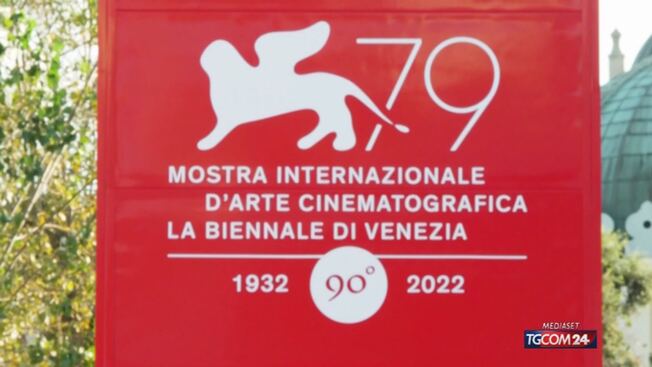 79
MOSTRA INTERNAZIONALE
D'ARTE CINEMATOGRAFICA
LA BIENNALE DI VENEZIA
1932 90° 2022
MEDIASET
TGCOM24